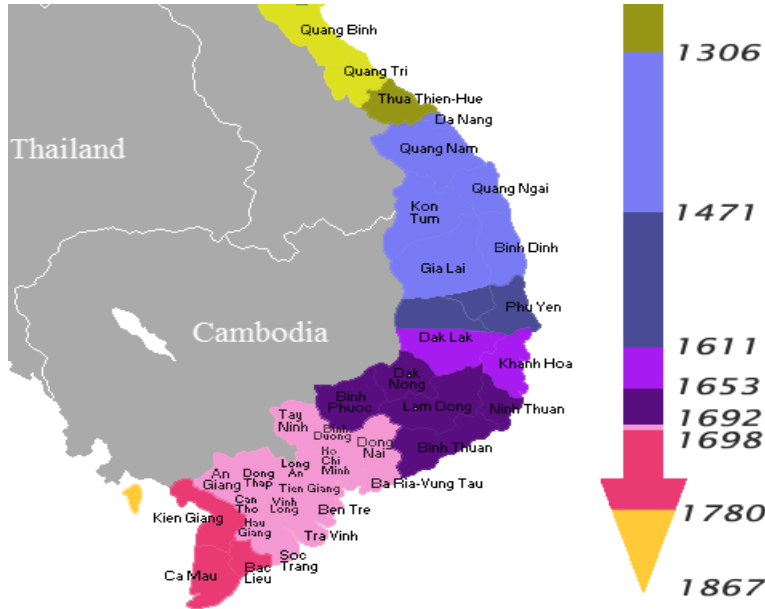 Quang Binh
Quang Tri
Thua Thien-Hue
Da Nang
Quang Nam
Quang Ngai
Kon
Tum
Binh Dinh
Gia Lai
Phu Yen
Dak Lak
Khanh Hoa
Dak
Nong
Binh
Phuoc
Lam Dong
Ninh Thuan
Binh Thuan
Tay
Ninh
Binh
Duong
Dong
Nai
Ho
Chi
Minh
Ba Ria-Vung Tau
An
Giang
Dong
Thap
Long
An
Tien Giang
Can
Tho
Vinh
Long
Ben Tre
Hau
Giang
Tra Vinh
Kien Giang
Soc
Trang
Bac
Lieu
Ca Mau
Thailand
Cambodia
1306
1471
1611
1653
1692
1698
1780
1867